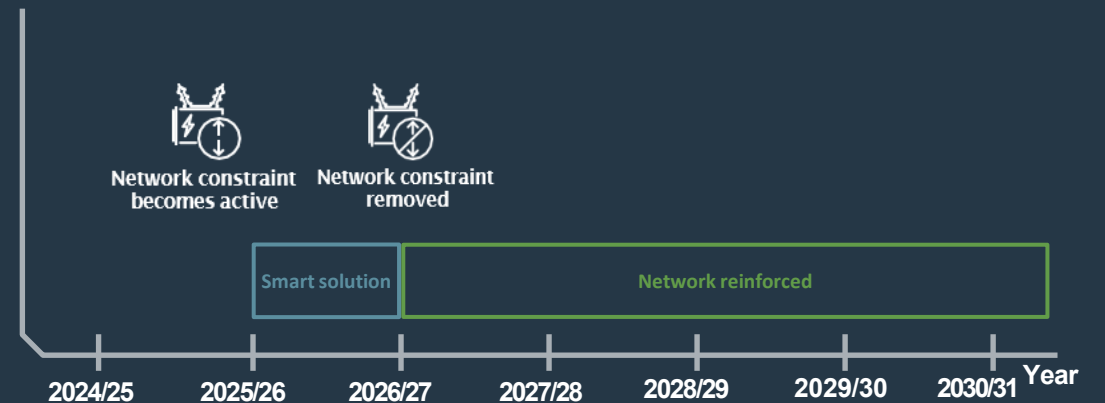 Network constraint
becomes active
Network constraint
removed
Smart solution
Network reinforced
2024/25
2025/26
2026/27
2027/28
2028/29
2029/30
2030/31
Year